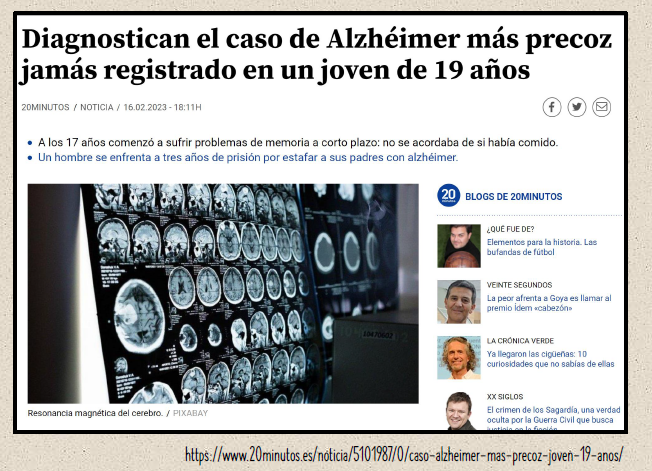 Diagnostican el caso de Alzhéimer más precoz
jamás registrado en un joven de 19 años
20MINUTOS / NOTICIA / 16.02.2023 - 18:11H
A los 17 años comenzó a sufrir problemas de memoria a corto plazo: no se acordaba de si había comido.
Un hombre se enfrenta a tres años de prisión por estafar a sus padres con alzhéimer.
Resonancia magnética del cerebro. / PIXABAY
20
BLOGS DE 20MINUTOS
¿QUÉ FUE DE?
Elementos para la historia. Las
bufandas de fútbol
VEINTE SEGUNDOS
La peor afrenta a Goya es llamar al
premio ídem «cabezón»
LA CRÓNICA VERDE
Ya llegaron las cigüeñas: 10
curiosidades que no sabías de ellas
XX SIGLOS
El crimen de los Sagardía, una verdad
oculta por la Guerra Civil que busca
justicia en la ficción
https://www.20minutos.es/noticia/5101987/0/caso-alzheimer-mas-precoz-joven-19-anos/